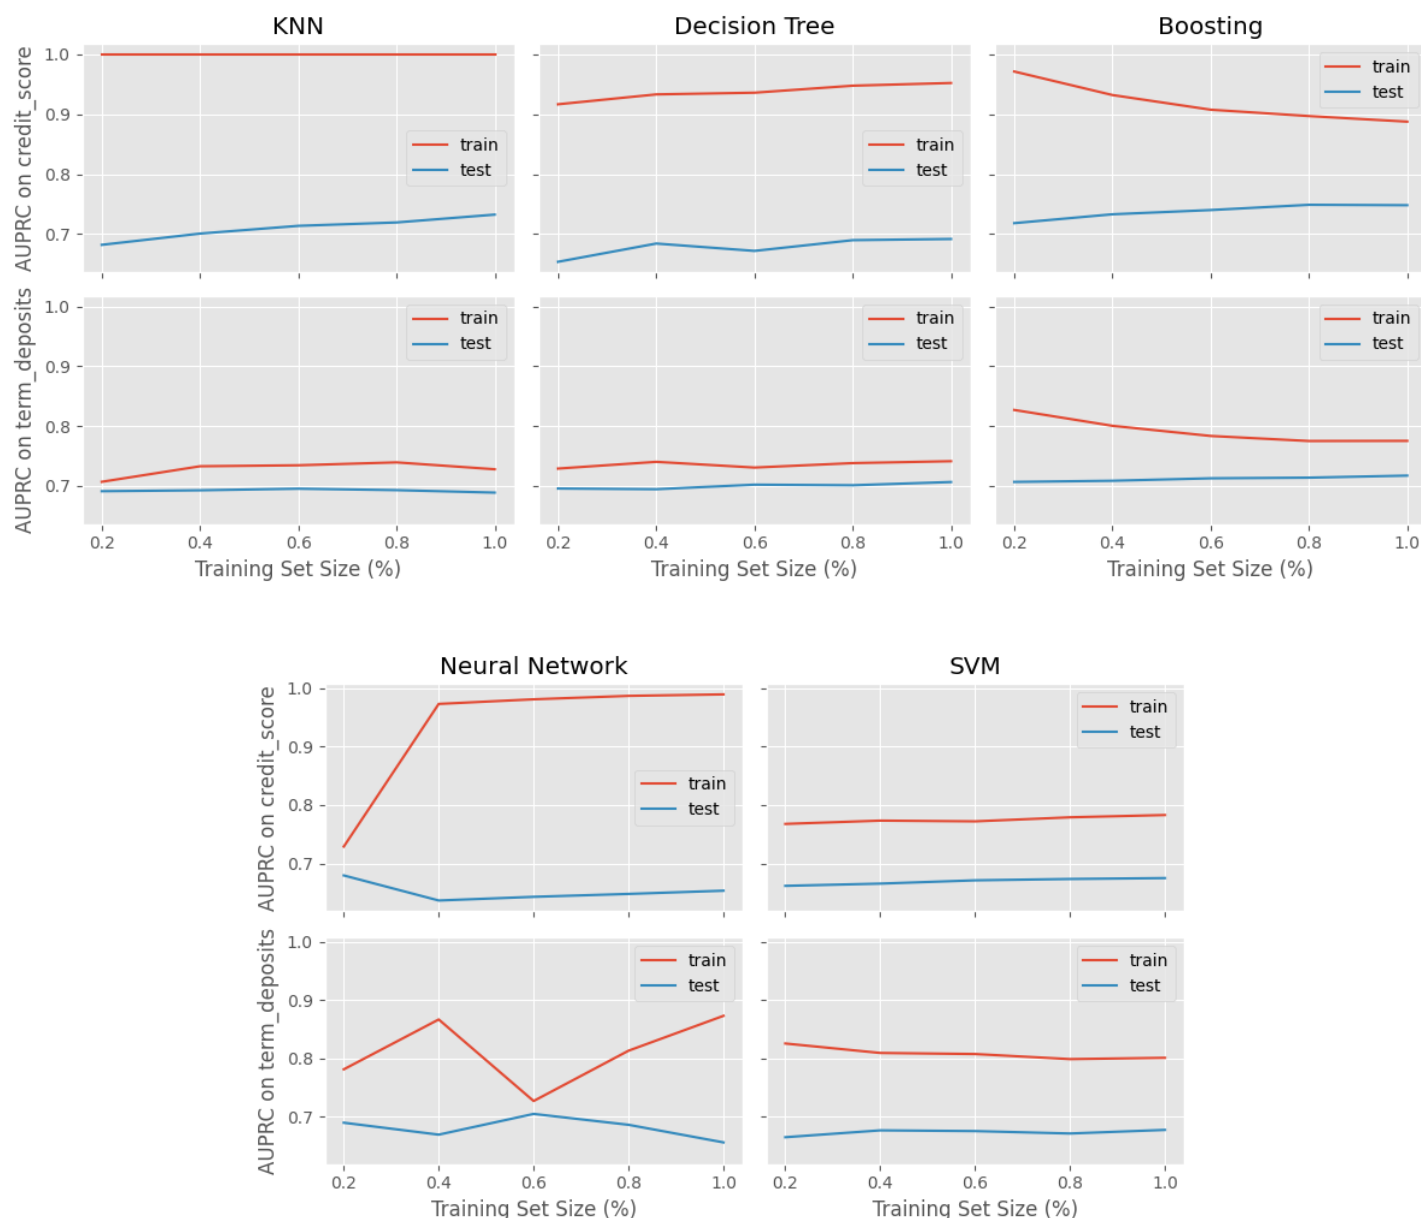 KNN
Decision Tree
Boosting
AUPRC on credit_score
1.0
0.9
0.8
0.7
train
test
train
test
train
test
AUPRC on term_deposits
1.0
0.9
0.8
0.7
train
test
train
test
train
test
0.2 0.4 0.6 0.8 1.0
0.2 0.4 0.6 0.8 1.0
0.2 0.4 0.6 0.8 1.0
Training Set Size (%)
Training Set Size (%)
Training Set Size (%)
Neural Network
SVM
AUPRC on credit_score
1.0
0.9
0.8
0.7
train
test
train
test
AUPRC on term_deposits
1.0
0.9
0.8
0.7
train
test
train
test
0.2 0.4 0.6 0.8 1.0
0.2 0.4 0.6 0.8 1.0
Training Set Size (%)
Training Set Size (%)